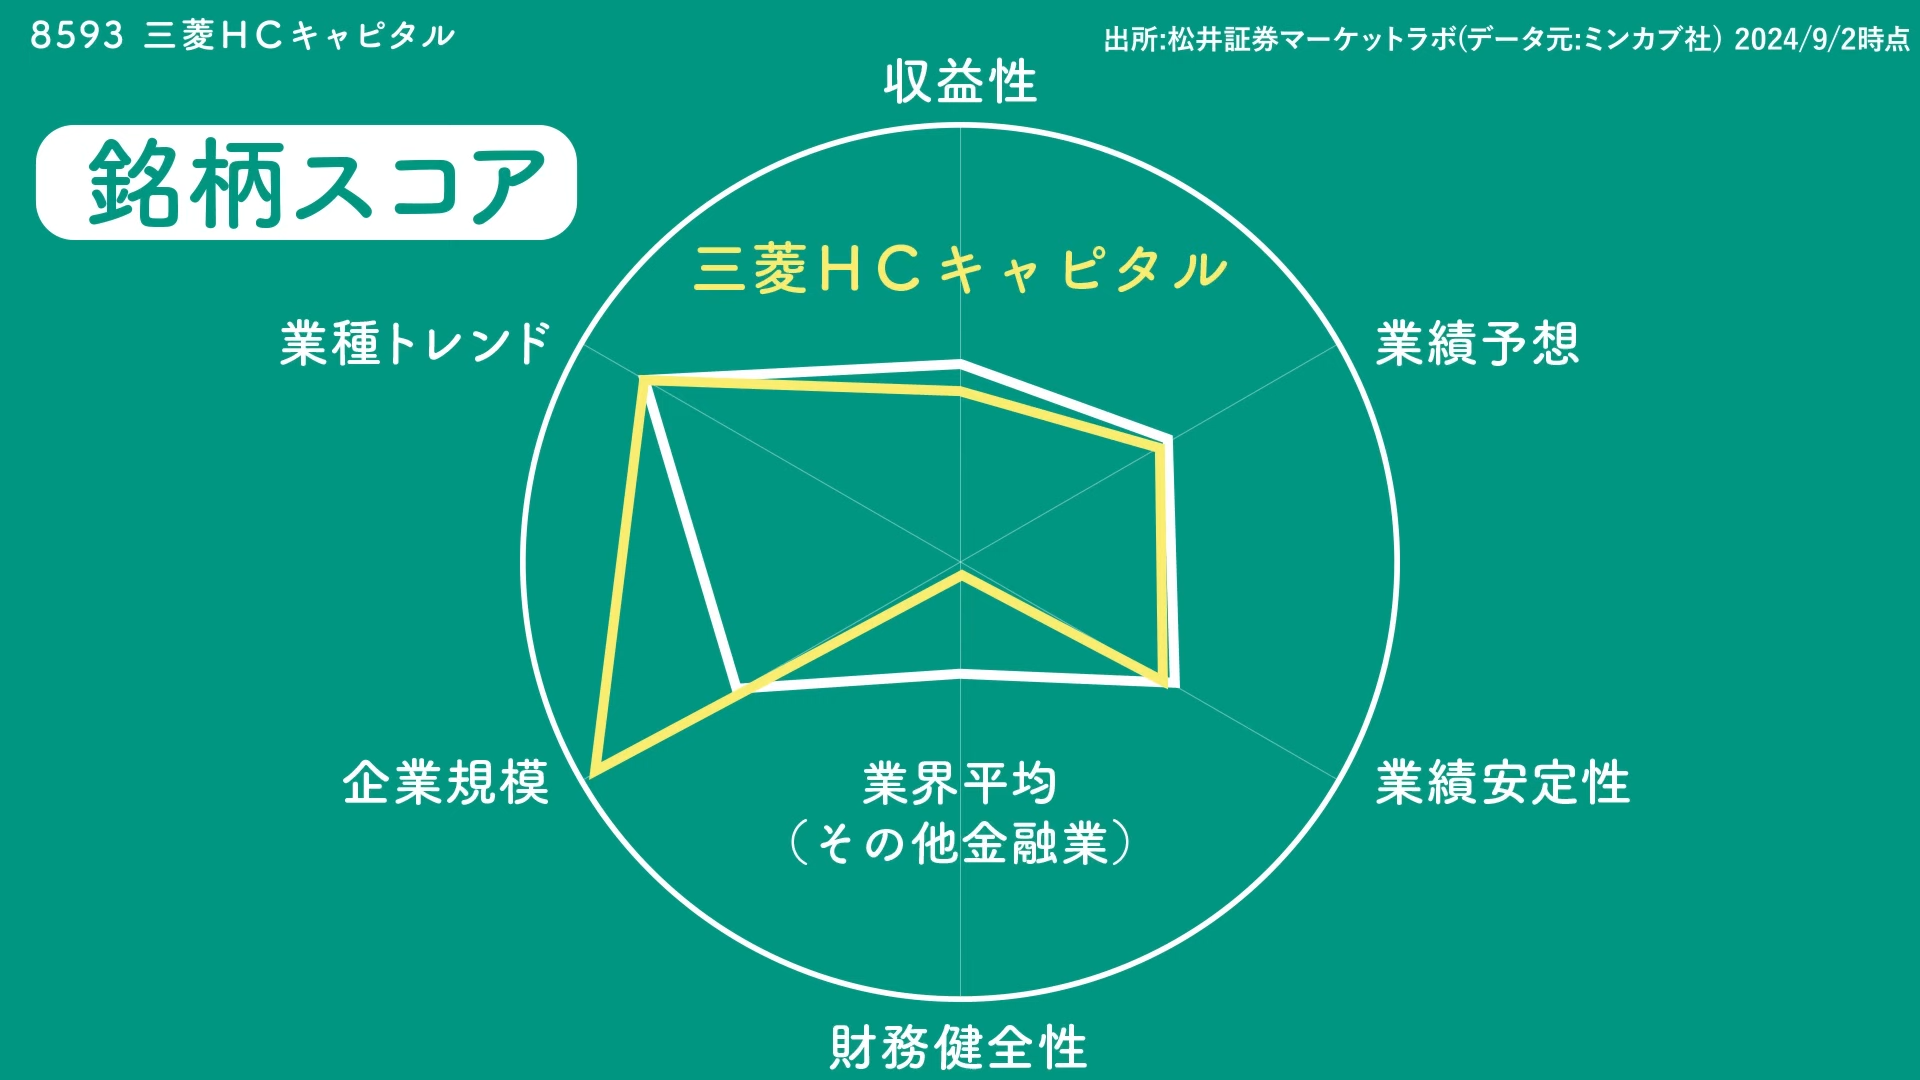 8593 三菱ＨＣキャピタル
出所:松井証券マーケットラボ(データ元:ミンカブ社) 2024/9/2時点
銘柄スコア
収益性
三菱ＨＣキャピタル
業種トレンド
業績予想
企業規模
業績安定性
業界平均
（その他金融業）
財務健全性